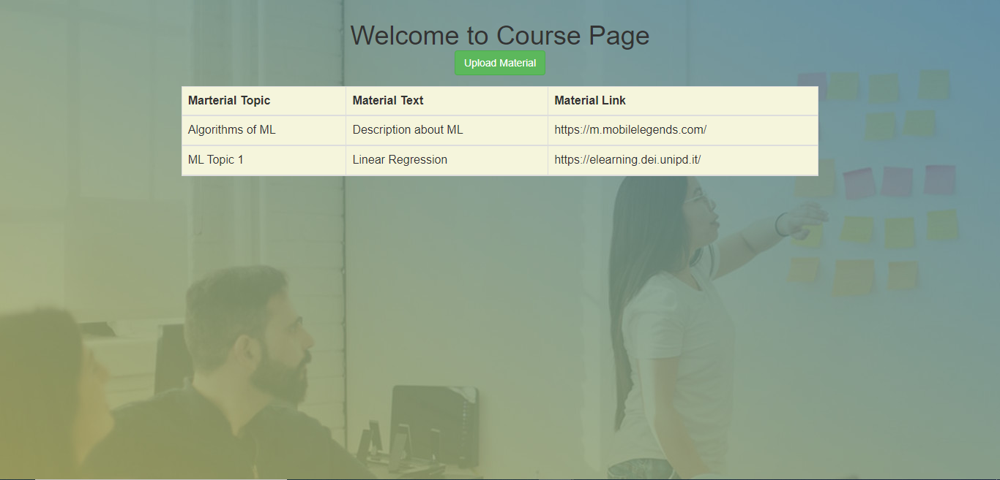 Welcome to Course Page
Upload Material
Marterial Topic Material Text Material Link
Algorithms of ML Description about ML https://m.mobilelegends.com/
ML Topic 1 Linear Regression https://elearning.dei.unipd.it/